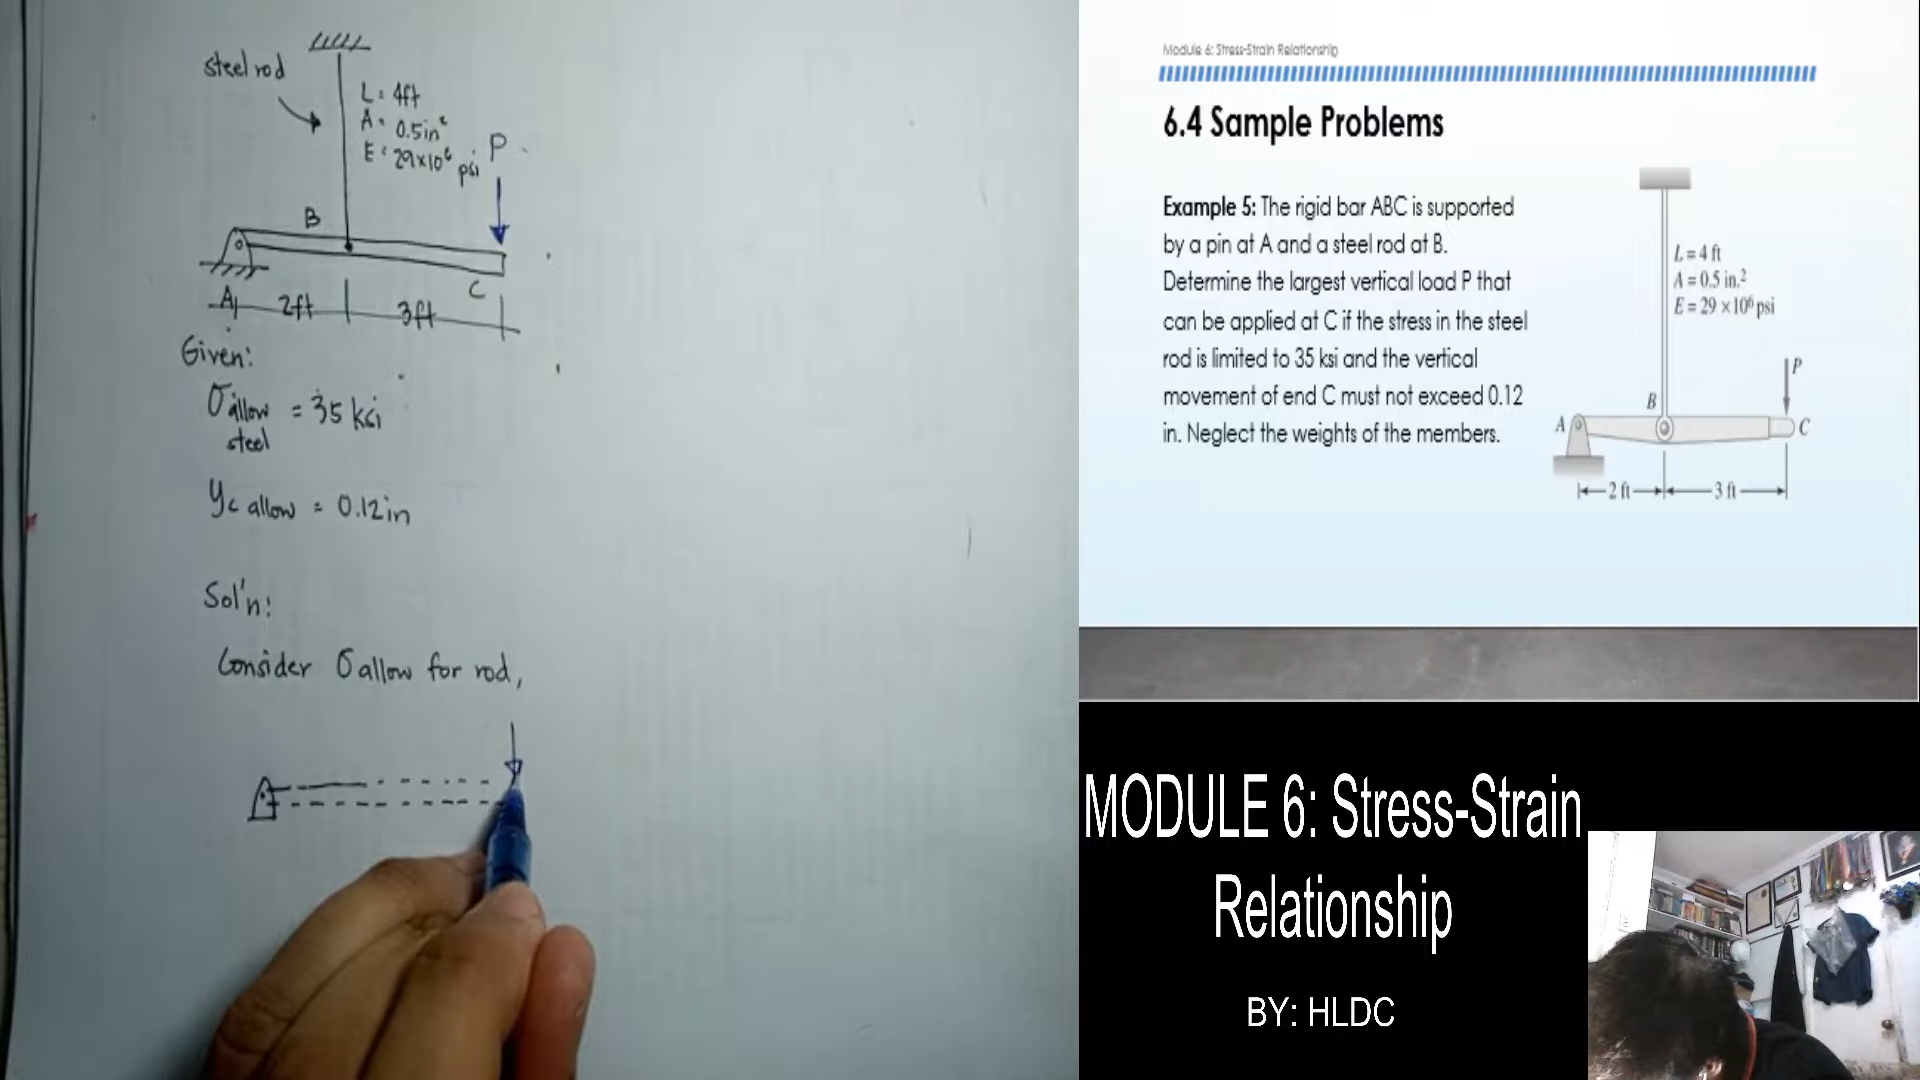 steel rod
L = 4ft
A = 0.5in²
E = 29×10⁶ psi
P
B
A
C
2ft
3ft
Given:
σallow = 35 ksi
steel
yc allow = 0.12in
Sol'n:
Consider σallow for rod,
Module 6: Stress-Strain Relationship
6.4 Sample Problems
Example 5: The rigid bar ABC is supported
by a pin at A and a steel rod at B.
Determine the largest vertical load P that
can be applied at C if the stress in the steel
rod is limited to 35 ksi and the vertical
movement of end C must not exceed 0.12
in. Neglect the weights of the members.
L = 4 ft
A = 0.5 in.²
E = 29 ×10⁶ psi
P
B
A
C
2 ft
3 ft
MODULE 6: Stress-Strain
Relationship
BY: HLDC